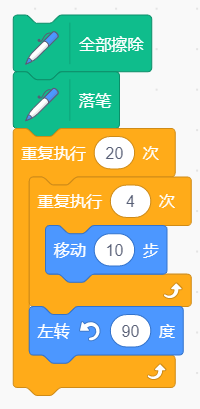 全部擦除
落笔
重复执行 20 次
重复执行 4 次
移动 10 步
左转 90 度